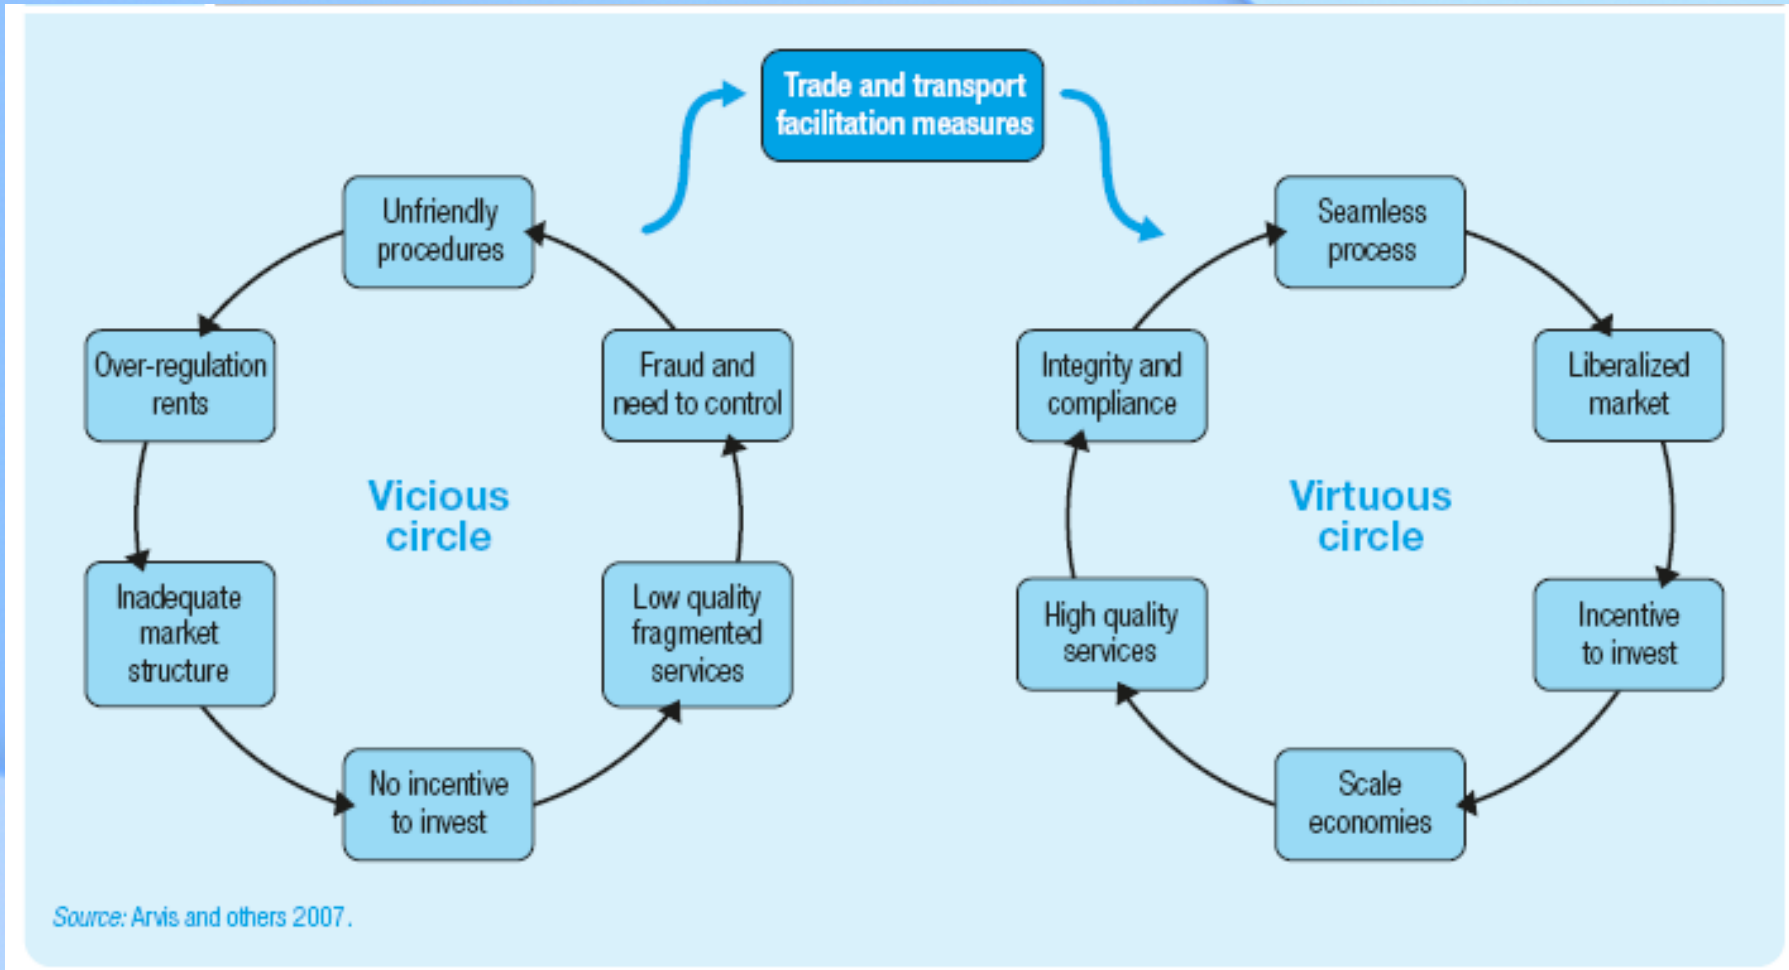 Trade and transport
facilitation measures
Unfriendly
procedures
Over-regulation
rents
Inadequate
market
structure
No incentive
to invest
Low quality
fragmented
services
Fraud and
need to control
Vicious
circle
Seamless
process
Liberalized
market
Incentive
to invest
Scale
economies
High quality
services
Integrity and
compliance
Virtuous
circle
Source: Arvis and others 2007.